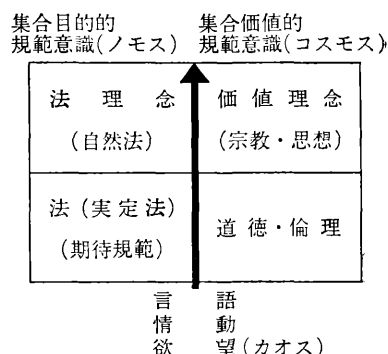 集合目的的
規範意識(ノモス)
集合価値的
規範意識(コスモス)
法理念
(自然法)
価値理念
(宗教・思想)
法(実定法)
(期待規範)
道徳・倫理
言語
情動
欲望(カオス)